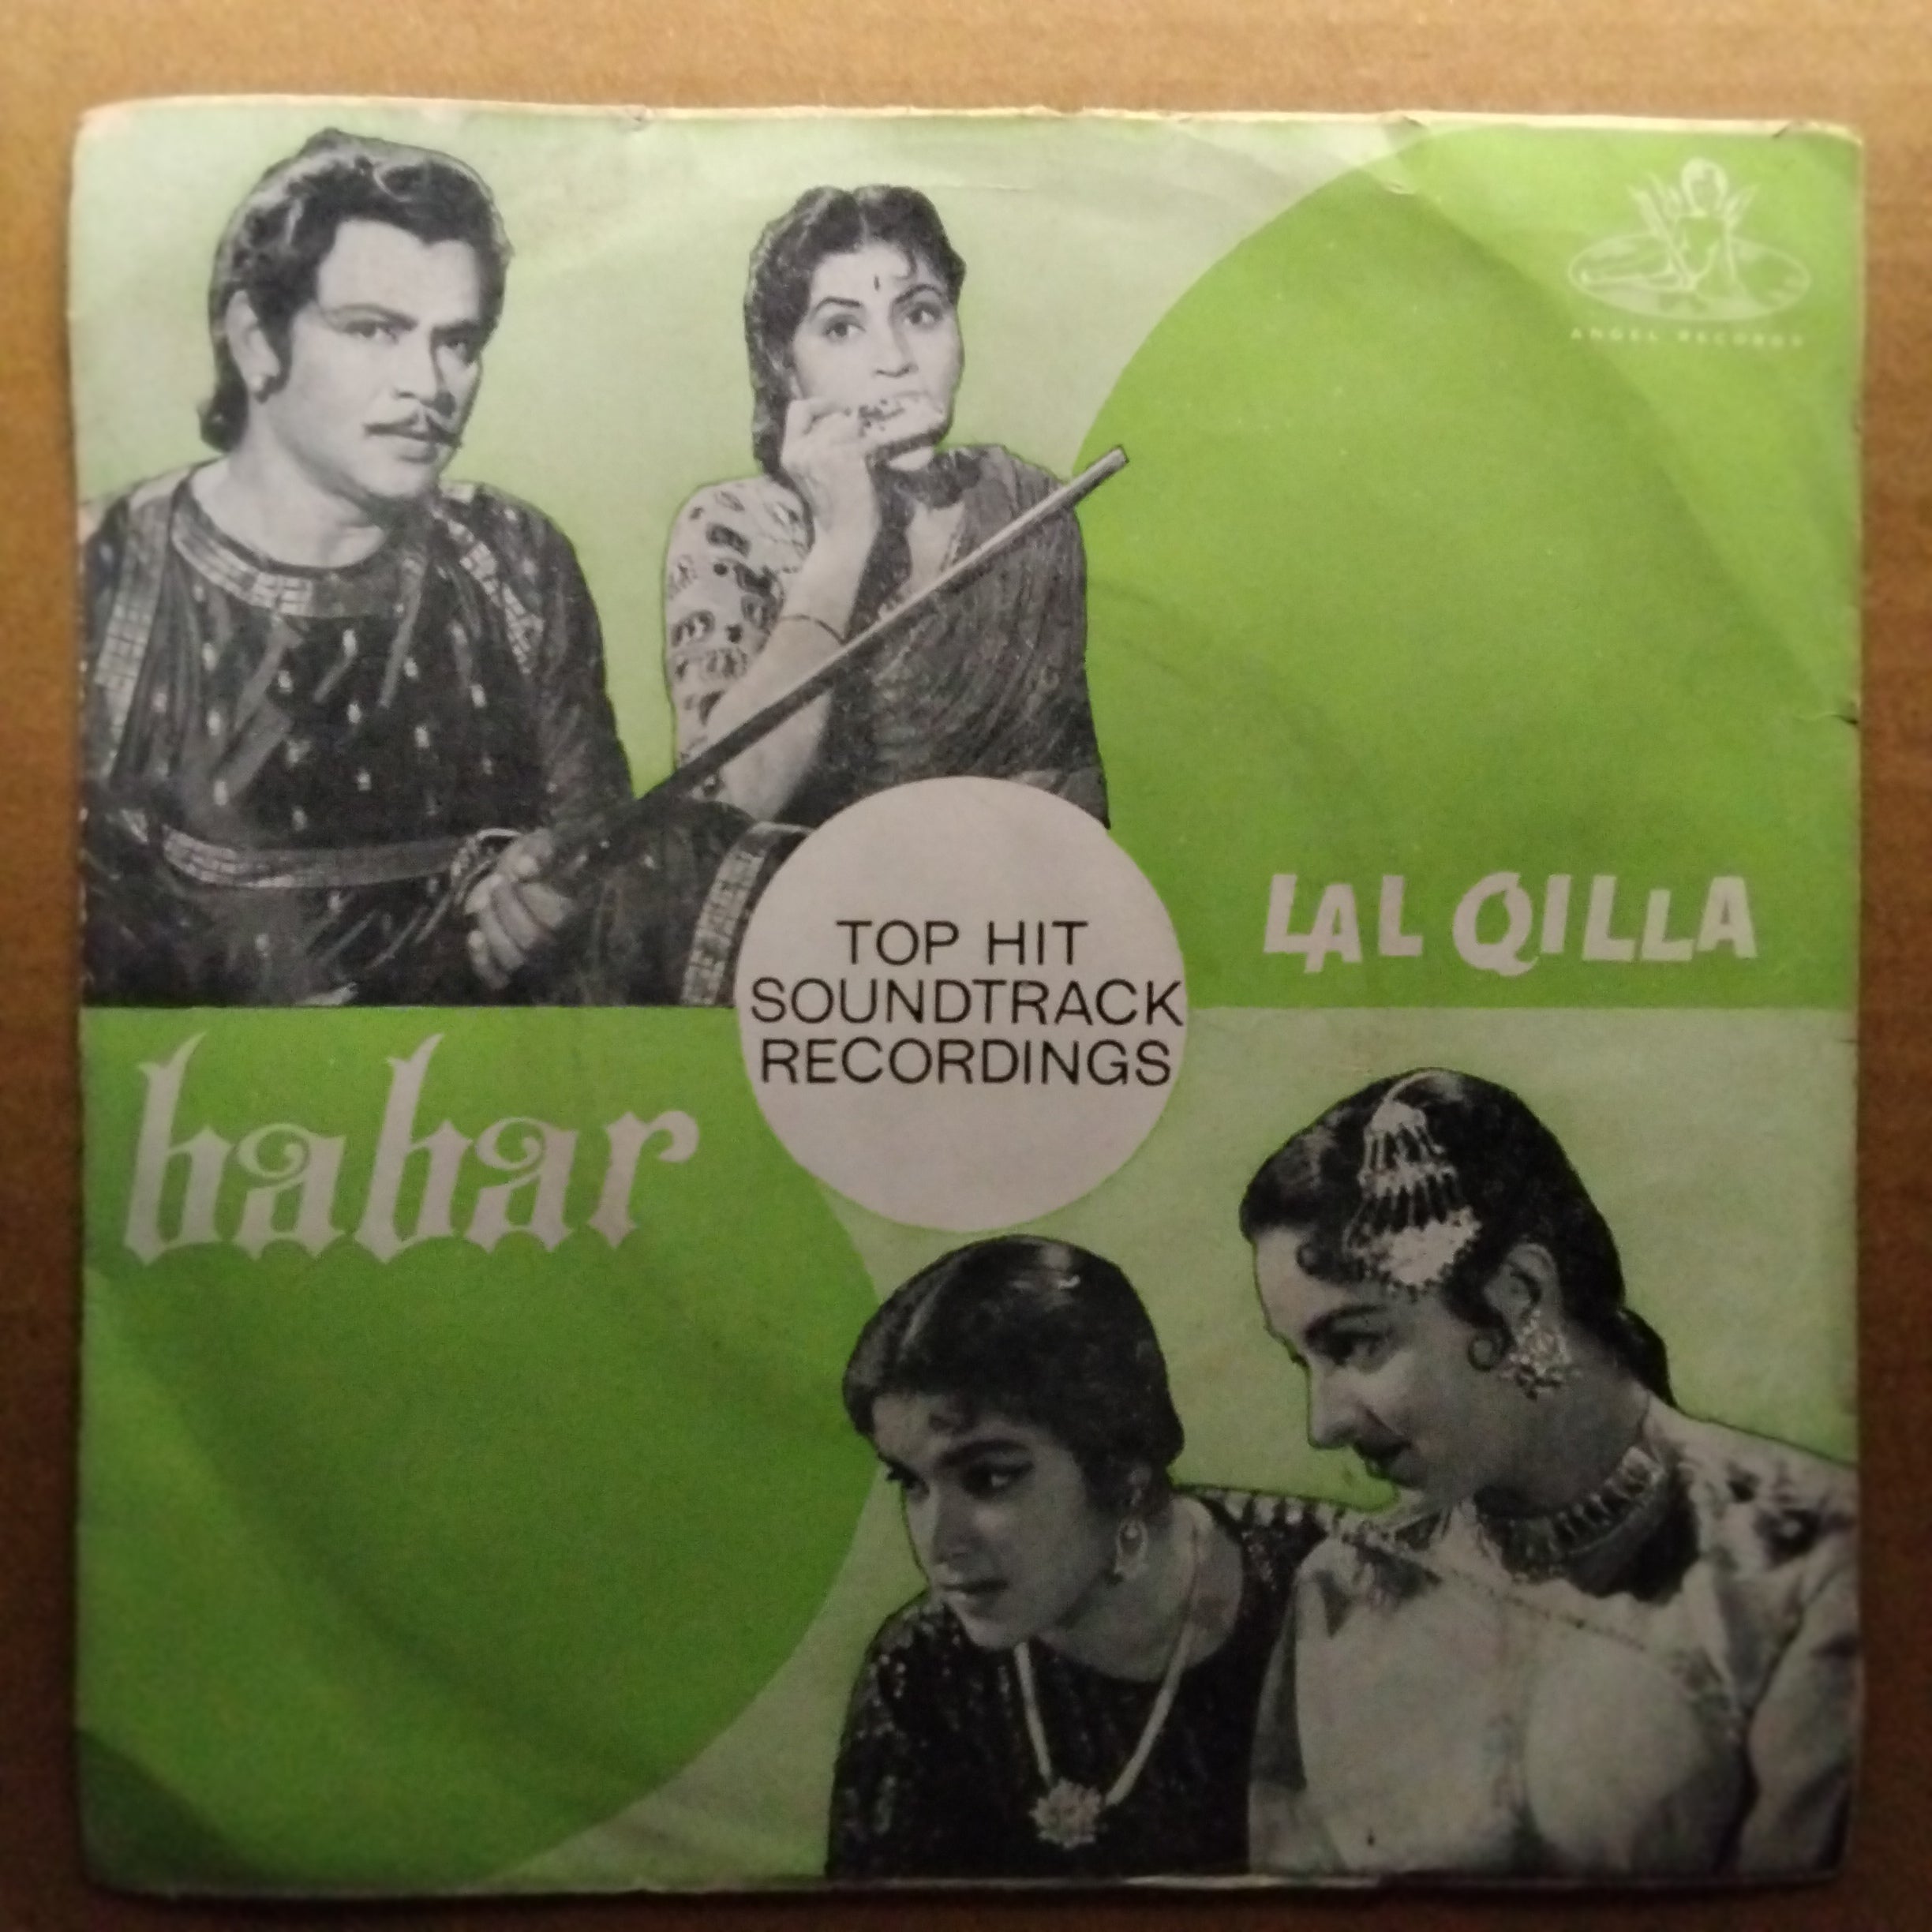 ANGEL RECORDS
LAL QILLA
TOP HIT
SOUNDTRACK
RECORDINGS
babar